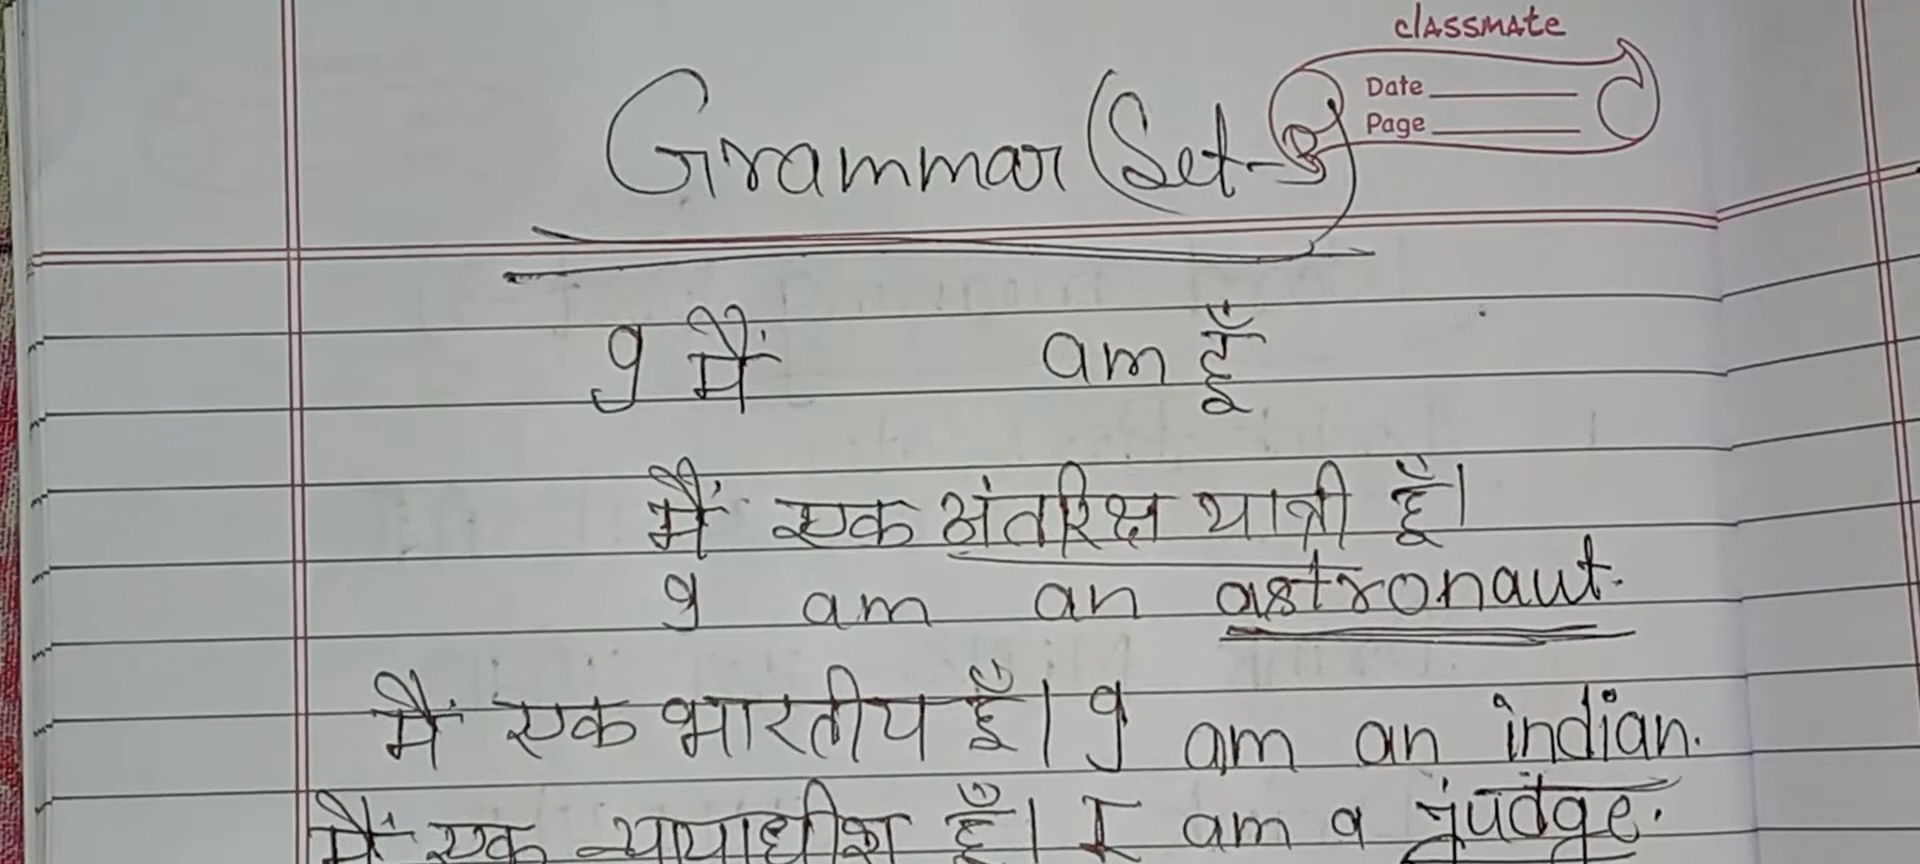 classmate
Date
Page
Grammar (Set-3)
I मैं am हूँ
मैं एक अंतरिक्ष यात्री हूँ।
I am an astronaut.
मैं एक भारतीय हूँ। I am an indian.
मैं एक न्यायाधीश हूँ। I am a judge.